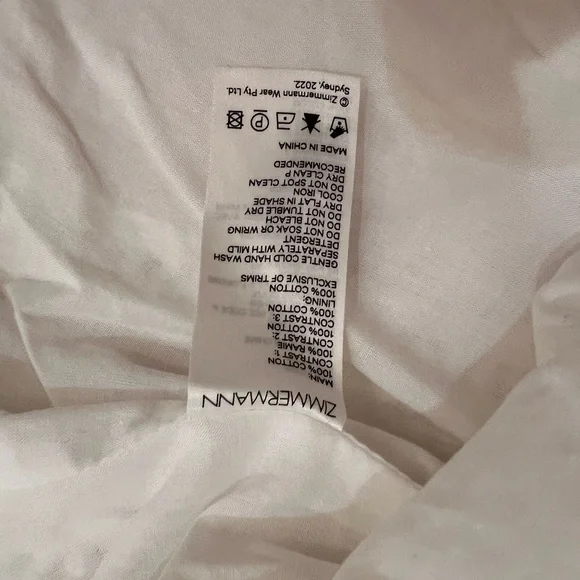 ZIMMERMANN
MAIN:
100% COTTON
CONTRAST 1:
100% RAMIE
CONTRAST 2:
100% COTTON
CONTRAST 3:
100% COTTON
LINING:
100% COTTON
EXCLUSIVE OF TRIMS
GENTLE COLD HAND WASH
SEPARATELY WITH MILD
DETERGENT
DO NOT SOAK OR WRING
DO NOT BLEACH
DO NOT TUMBLE DRY
DRY FLAT IN SHADE
COOL IRON
DO NOT SPOT CLEAN
DRY CLEAN P
RECOMMENDED
MADE IN CHINA
P
© Zimmermann Wear Pty Ltd.
Sydney, 2022.